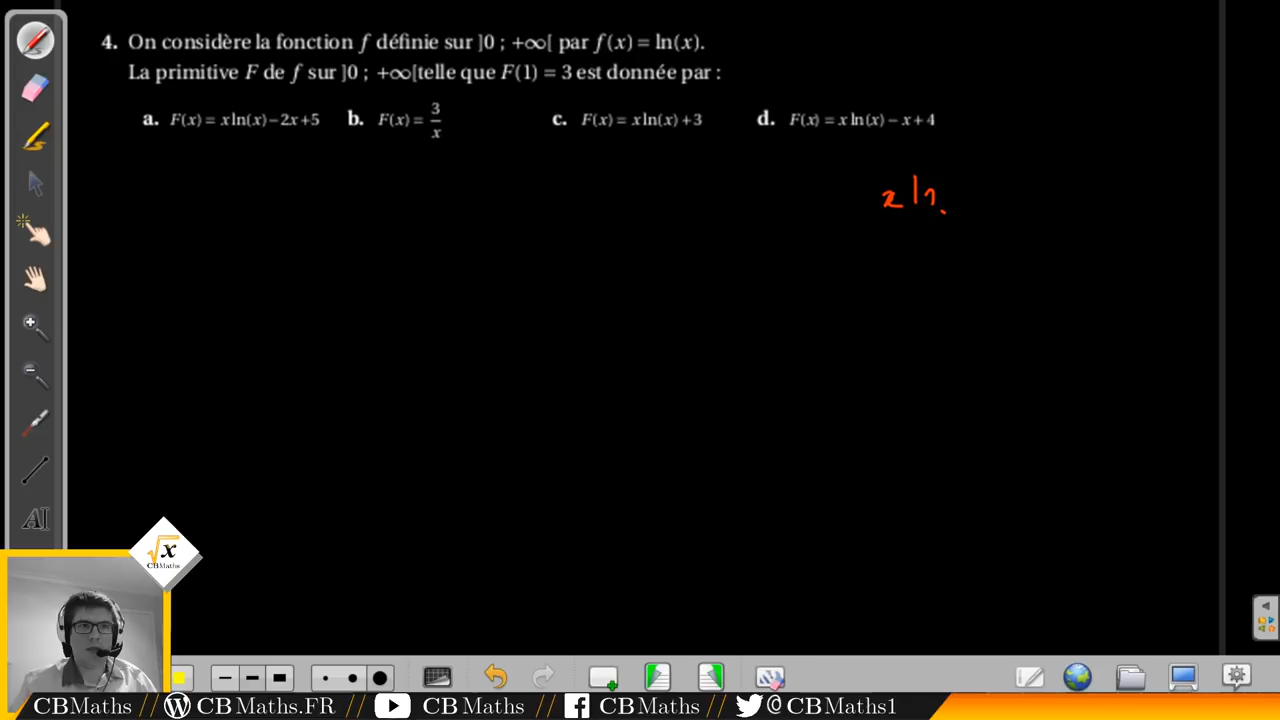 4. On considère la fonction f définie sur ]0 ; +∞[ par f(x) = ln(x).
La primitive F de f sur ]0 ; +∞[telle que F(1) = 3 est donnée par :
a. F(x) = x ln(x) − 2x + 5 b. F(x) = 3/x c. F(x) = x ln(x) + 3 d. F(x) = x ln(x) − x + 4
x ln
AI
√x
CBMaths
CBMaths // CBMaths.FR // CBMaths // CBMaths // @CBMaths1